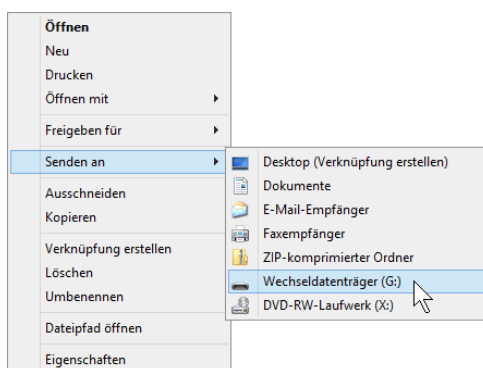 Öffnen
Neu
Drucken
Öffnen mit
Freigeben für
Senden an
Ausschneiden
Kopieren
Verknüpfung erstellen
Löschen
Umbenennen
Dateipfad öffnen
Eigenschaften
Desktop (Verknüpfung erstellen)
Dokumente
E-Mail-Empfänger
Faxempfänger
ZIP-komprimierter Ordner
Wechseldatenträger (G:)
DVD-RW-Laufwerk (X:)